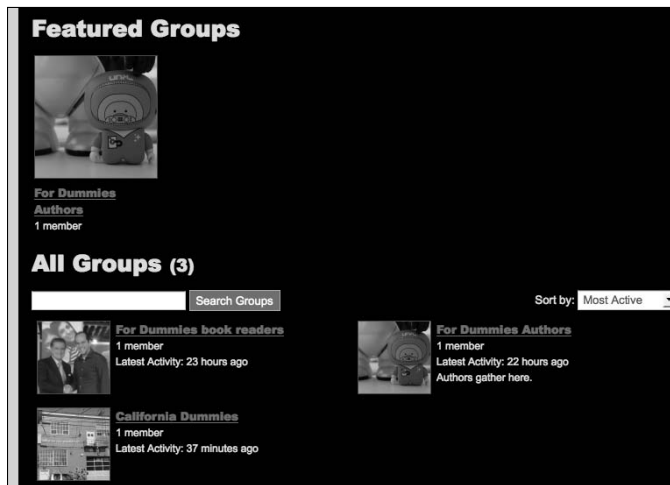 Featured Groups
For Dummies
Authors
1 member
All Groups (3)
Search Groups
Sort by: Most Active
For Dummies book readers
1 member
Latest Activity: 23 hours ago
For Dummies Authors
1 member
Latest Activity: 22 hours ago
Authors gather here.
California Dummies
1 member
Latest Activity: 37 minutes ago